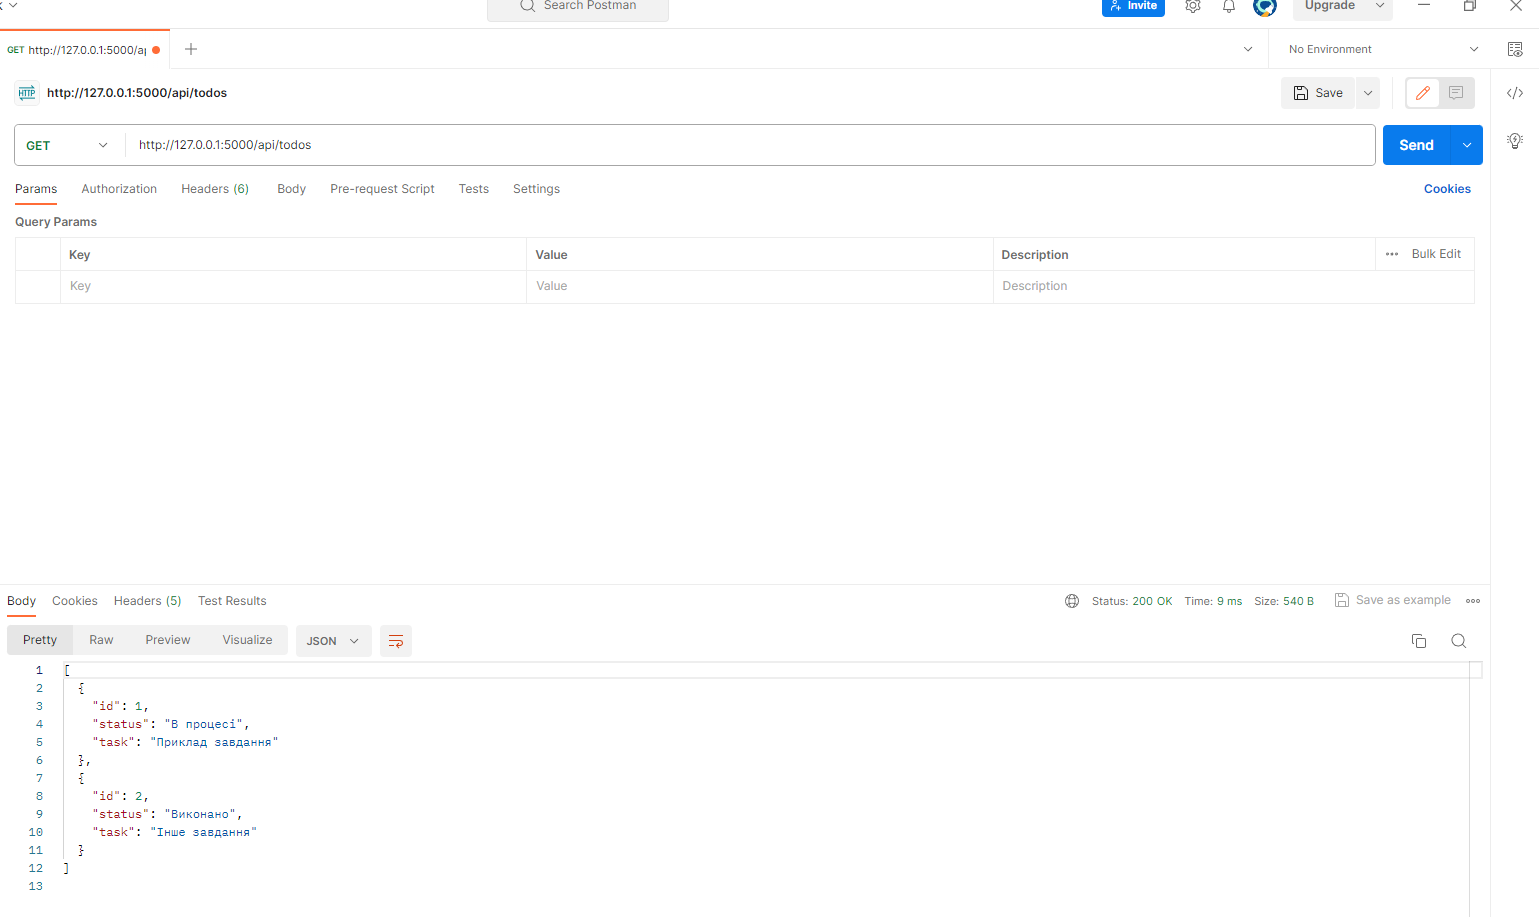 Search Postman
Invite
Upgrade
GET http://127.0.0.1:5000/ap
No Environment
HTTP http://127.0.0.1:5000/api/todos
Save
GET http://127.0.0.1:5000/api/todos
Send
Params Authorization Headers (6) Body Pre-request Script Tests Settings
Cookies
Query Params
Key Value Description ••• Bulk Edit
Key Value Description
Body Cookies Headers (5) Test Results
Status: 200 OK Time: 9 ms Size: 540 B Save as example
Pretty Raw Preview Visualize JSON
1 [
2 {
3 "id": 1,
4 "status": "В процесі",
5 "task": "Приклад завдання"
6 },
7 {
8 "id": 2,
9 "status": "Виконано",
10 "task": "Інше завдання"
11 }
12 ]
13